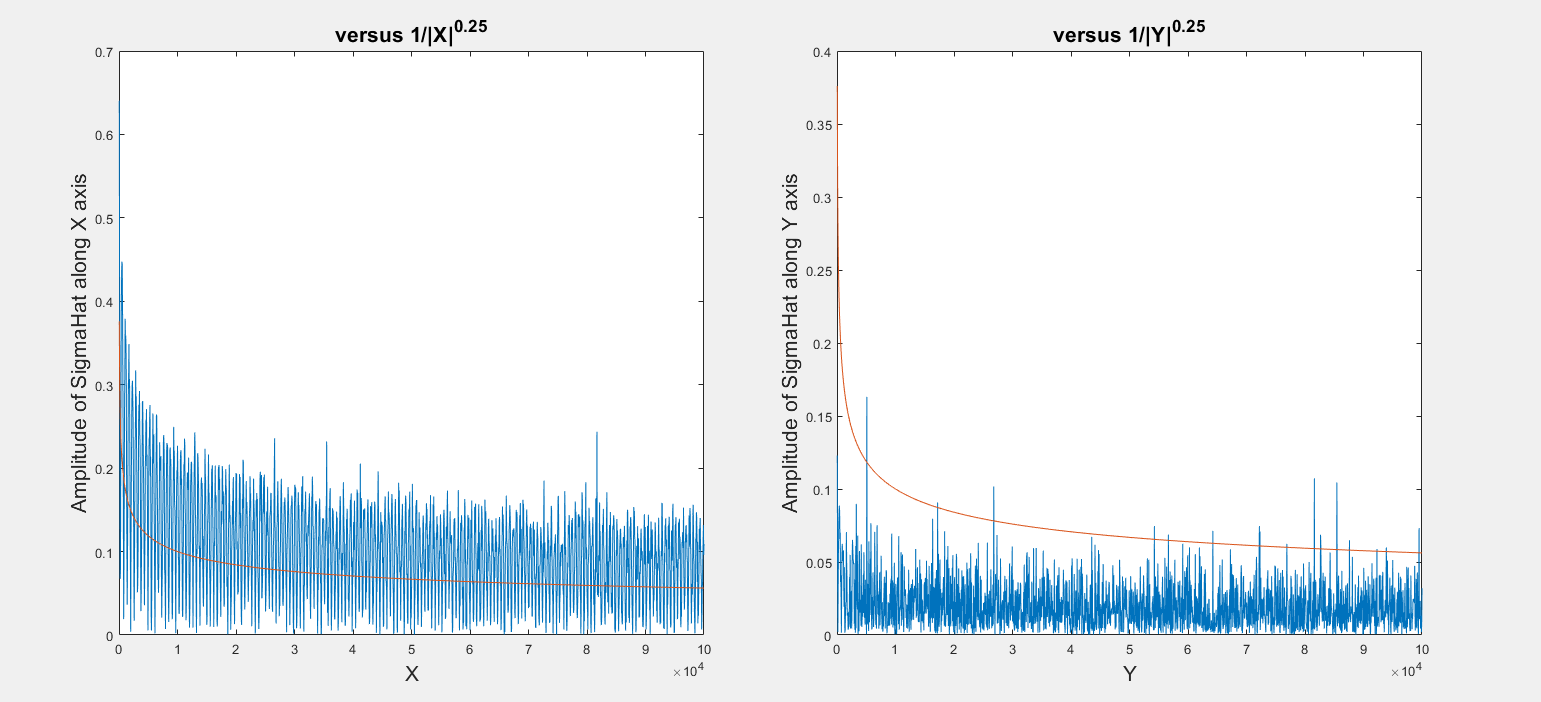 versus 1/|X|^0.25
Amplitude of SigmaHat along X axis
0.7
0.6
0.5
0.4
0.3
0.2
0.1
0
0 1 2 3 4 5 6 7 8 9 10
×10^4
X
versus 1/|Y|^0.25
Amplitude of SigmaHat along Y axis
0.4
0.35
0.3
0.25
0.2
0.15
0.1
0.05
0
0 1 2 3 4 5 6 7 8 9 10
×10^4
Y